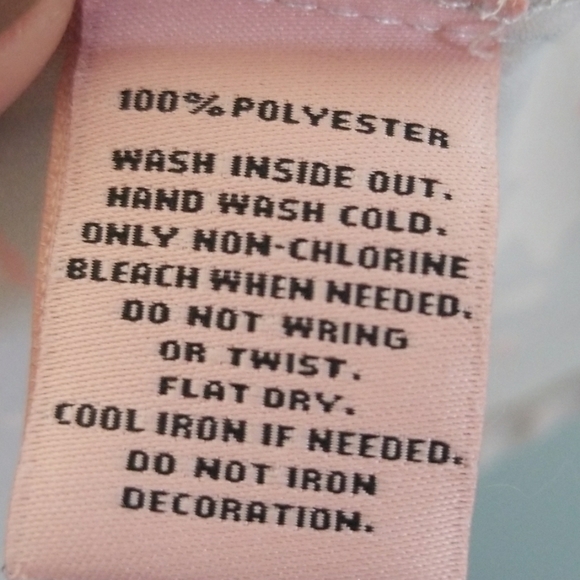 100% POLYESTER
WASH INSIDE OUT.
HAND WASH COLD.
ONLY NON-CHLORINE
BLEACH WHEN NEEDED.
DO NOT WRING
OR TWIST.
FLAT DRY.
COOL IRON IF NEEDED.
DO NOT IRON
DECORATION.